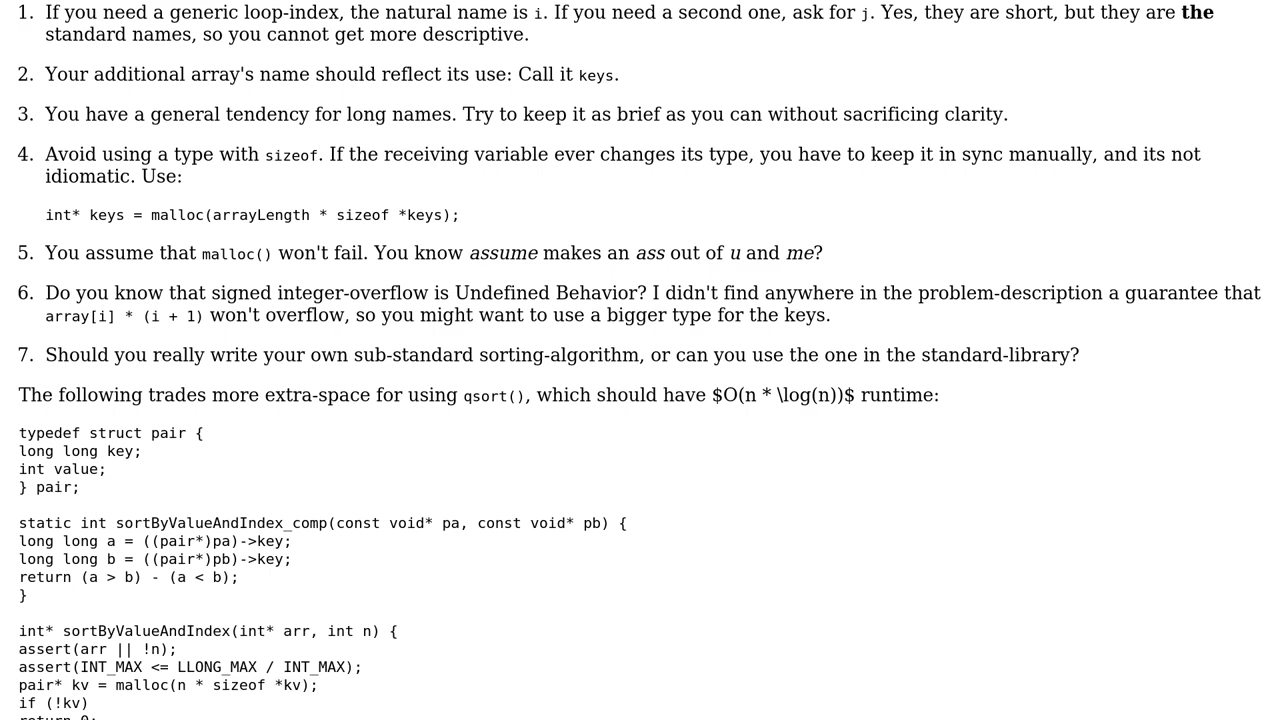 1. If you need a generic loop-index, the natural name is i. If you need a second one, ask for j. Yes, they are short, but they are the
standard names, so you cannot get more descriptive.
2. Your additional array's name should reflect its use: Call it keys.
3. You have a general tendency for long names. Try to keep it as brief as you can without sacrificing clarity.
4. Avoid using a type with sizeof. If the receiving variable ever changes its type, you have to keep it in sync manually, and its not
idiomatic. Use:
int* keys = malloc(arrayLength * sizeof *keys);
5. You assume that malloc() won't fail. You know assume makes an ass out of u and me?
6. Do you know that signed integer-overflow is Undefined Behavior? I didn't find anywhere in the problem-description a guarantee that
array[i] * (i + 1) won't overflow, so you might want to use a bigger type for the keys.
7. Should you really write your own sub-standard sorting-algorithm, or can you use the one in the standard-library?
The following trades more extra-space for using qsort(), which should have $O(n * \log(n))$ runtime:
typedef struct pair {
long long key;
int value;
} pair;
static int sortByValueAndIndex_comp(const void* pa, const void* pb) {
long long a = ((pair*)pa)->key;
long long b = ((pair*)pb)->key;
return (a > b) - (a < b);
}
int* sortByValueAndIndex(int* arr, int n) {
assert(arr || !n);
assert(INT_MAX <= LLONG_MAX / INT_MAX);
pair* kv = malloc(n * sizeof *kv);
if (!kv)
return 0;